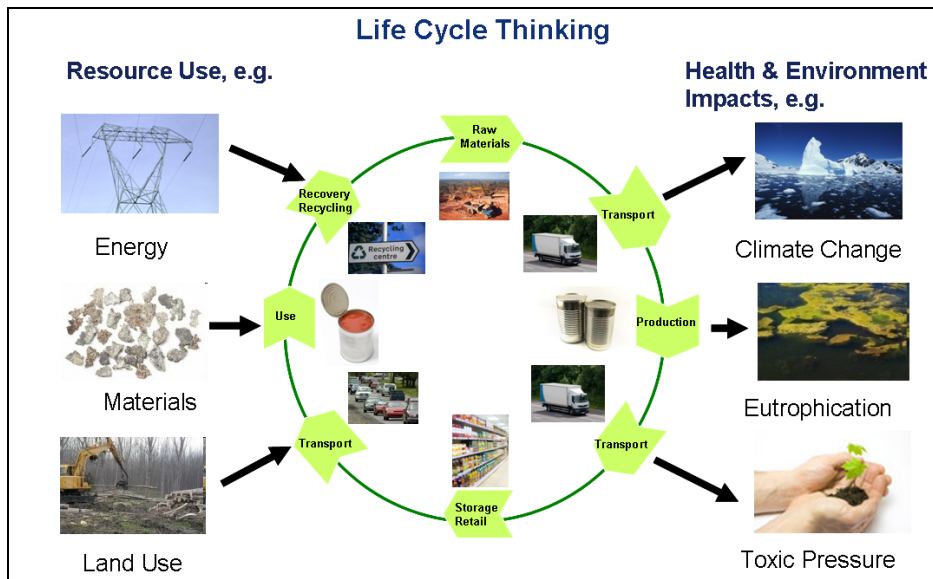 Life Cycle Thinking
Resource Use, e.g.
Health & Environment
Impacts, e.g.
Raw
Materials
Recovery
Recycling
Transport
Recycling
centre
Energy
Climate Change
Use
Production
Materials
Eutrophication
Transport
Transport
Storage
Retail
Land Use
Toxic Pressure